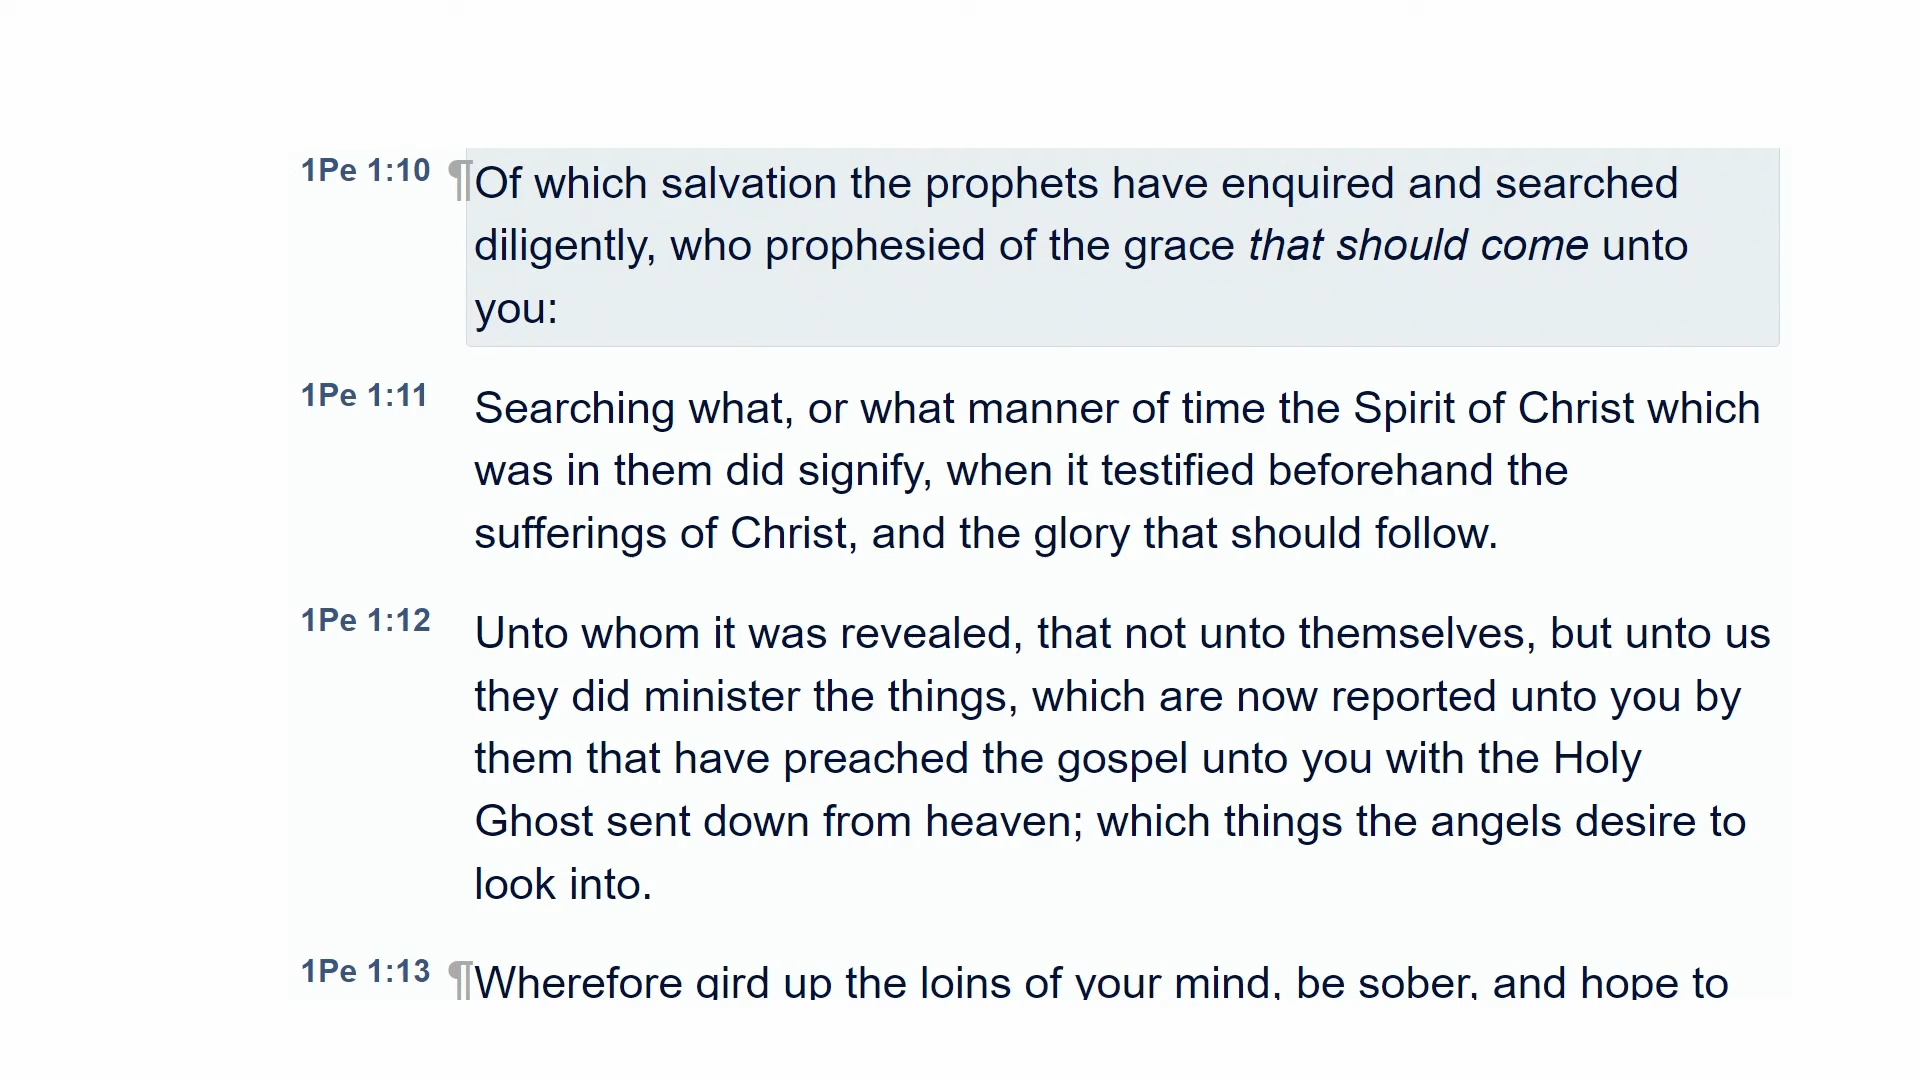 1Pe 1:10 ¶Of which salvation the prophets have enquired and searched
diligently, who prophesied of the grace that should come unto
you:
1Pe 1:11 Searching what, or what manner of time the Spirit of Christ which
was in them did signify, when it testified beforehand the
sufferings of Christ, and the glory that should follow.
1Pe 1:12 Unto whom it was revealed, that not unto themselves, but unto us
they did minister the things, which are now reported unto you by
them that have preached the gospel unto you with the Holy
Ghost sent down from heaven; which things the angels desire to
look into.
1Pe 1:13 ¶Wherefore gird up the loins of your mind, be sober, and hope to